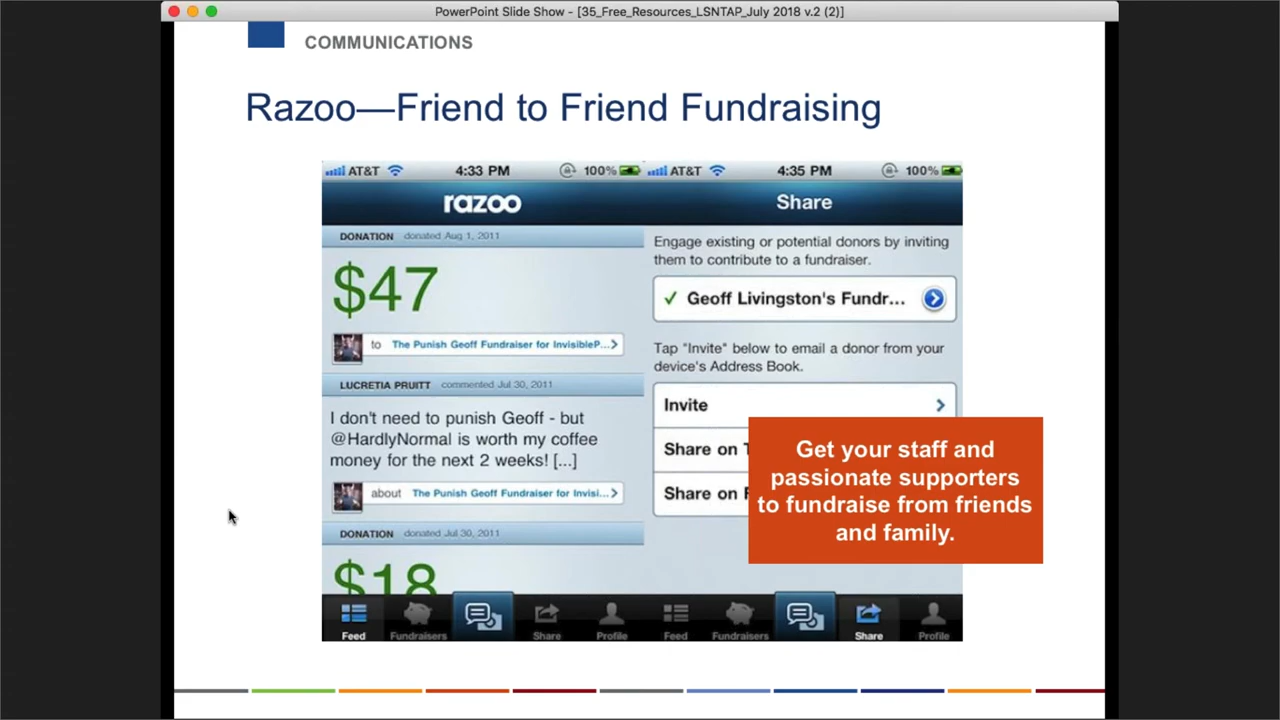 PowerPoint Slide Show - [35_Free_Resources_LSNTAP_July 2018 v.2 (2)]
COMMUNICATIONS
Razoo—Friend to Friend Fundraising
AT&T 4:33 PM 100%
razoo
DONATION donated Aug 1, 2011
$47
to The Punish Geoff Fundraiser for InvisibleP...
LUCRETIA PRUITT commented Jul 30, 2011
I don't need to punish Geoff - but
@HardlyNormal is worth my coffee
money for the next 2 weeks! [...]
about The Punish Geoff Fundraiser for Invisi...
DONATION donated Jul 30, 2011
$18
Feed Fundraisers Share Profile
AT&T 4:35 PM 100%
Share
Engage existing or potential donors by inviting
them to contribute to a fundraiser.
✓ Geoff Livingston's Fundr...
Tap "Invite" below to email a donor from your
device's Address Book.
Invite
Share on T
Share on F
Feed Fundraisers Share Profile
Get your staff and
passionate supporters
to fundraise from friends
and family.